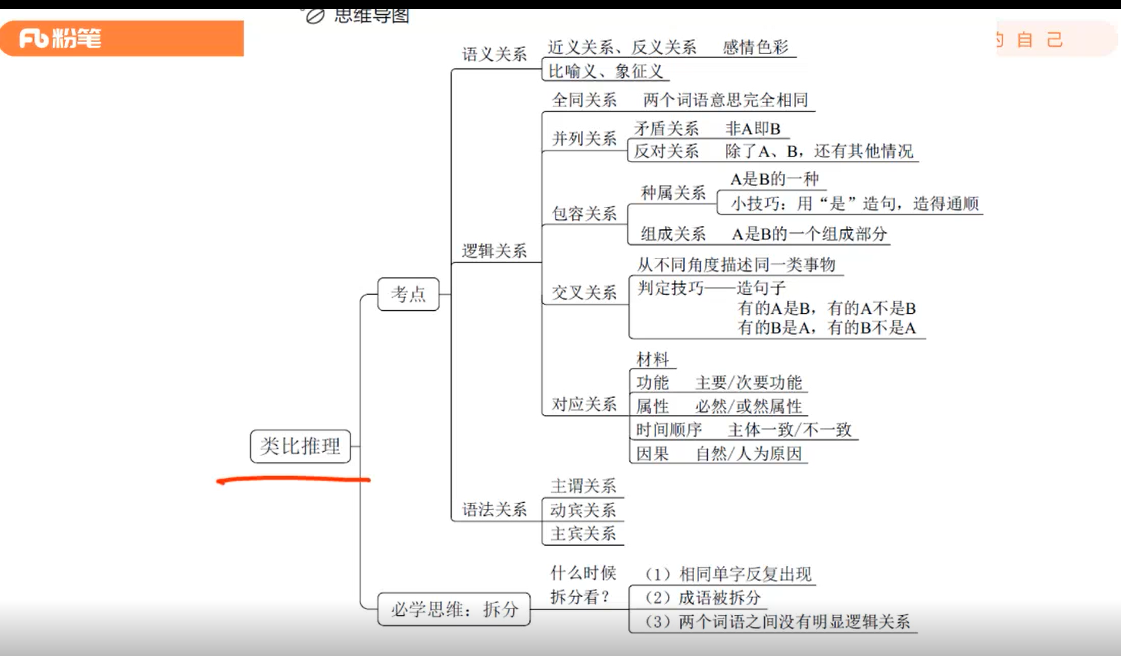 思维导图
粉笔
自己
语义关系
近义关系、反义关系 感情色彩
比喻义、象征义
全同关系 两个词语意思完全相同
并列关系
矛盾关系 非A即B
反对关系 除了A、B，还有其他情况
包容关系
种属关系
A是B的一种
小技巧：用“是”造句，造得通顺
组成关系 A是B的一个组成部分
逻辑关系
交叉关系
从不同角度描述同一类事物
判定技巧——造句子
有的A是B，有的A不是B
有的B是A，有的B不是A
考点
对应关系
材料
功能 主要/次要功能
属性 必然/或然属性
时间顺序 主体一致/不一致
因果 自然/人为原因
类比推理
语法关系
主谓关系
动宾关系
主宾关系
必学思维：拆分
什么时候
拆分看？
（1）相同单字反复出现
（2）成语被拆分
（3）两个词语之间没有明显逻辑关系